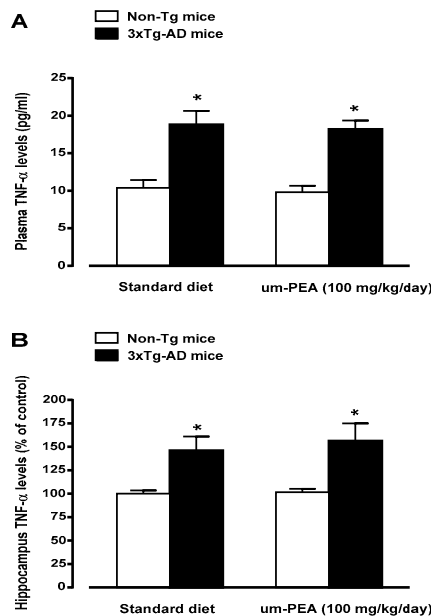 A
Non-Tg mice
3xTg-AD mice
Plasma TNF-α levels (pg/ml)
25
20
15
10
5
0
*
*
Standard diet
um-PEA (100 mg/kg/day)
B
Non-Tg mice
3xTg-AD mice
Hippocampus TNF-α levels (% of control)
200
175
150
125
100
75
50
25
0
*
*
Standard diet
um-PEA (100 mg/kg/day)